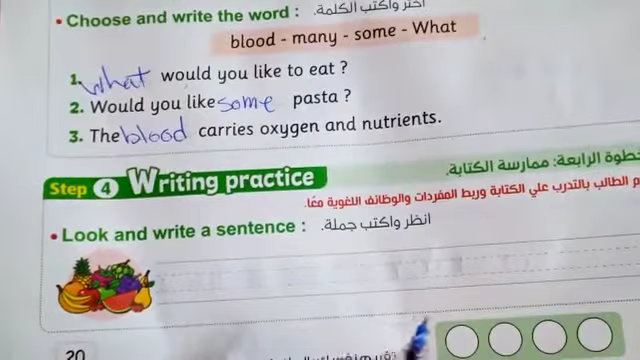 • Choose and write the word : اختر واكتب الكلمة.
blood - many - some - What
1. What would you like to eat ?
2. Would you like some pasta ?
3. The blood carries oxygen and nutrients.
Step 4 Writing practice خطوة الرابعة: ممارسة الكتابة.
م الطالب بالتدرب علي الكتابة وربط المفردات والوظائف اللغوية معًا.
• Look and write a sentence : انظر واكتب جملة.
20